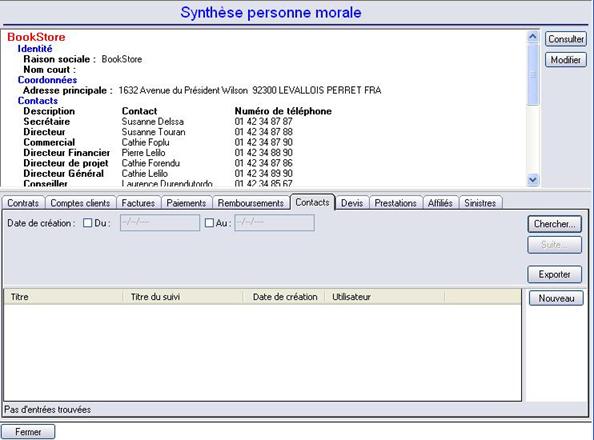 Synthèse personne morale
BookStore
Identité
Raison sociale : BookStore
Nom court :
Coordonnées
Adresse principale : 1632 Avenue du Président Wilson 92300 LEVALLOIS PERRET FRA
Contacts
Description Contact Numéro de téléphone
Secrétaire Susanne Delssa 01 42 34 87 87
Directeur Susanne Touran 01 42 34 87 88
Commercial Cathie Foplu 01 42 34 87 90
Directeur Financier Pierre Lelilo 01 42 34 88 90
Directeur de projet Cathie Forendu 01 42 34 87 86
Directeur Général Cathie Lelilo 01 42 34 89 90
Conseiller Laurence Durendutordo 01 42 34 85 67
Consulter
Modifier
Contrats Comptes clients Factures Paiements Remboursements Contacts Devis Prestations Affiliés Sinistres
Date de création : Du : --/--/---- Au : --/--/----
Chercher...
Suite...
Exporter
Titre Titre du suivi Date de création Utilisateur
Nouveau
Pas d'entrées trouvées
Fermer